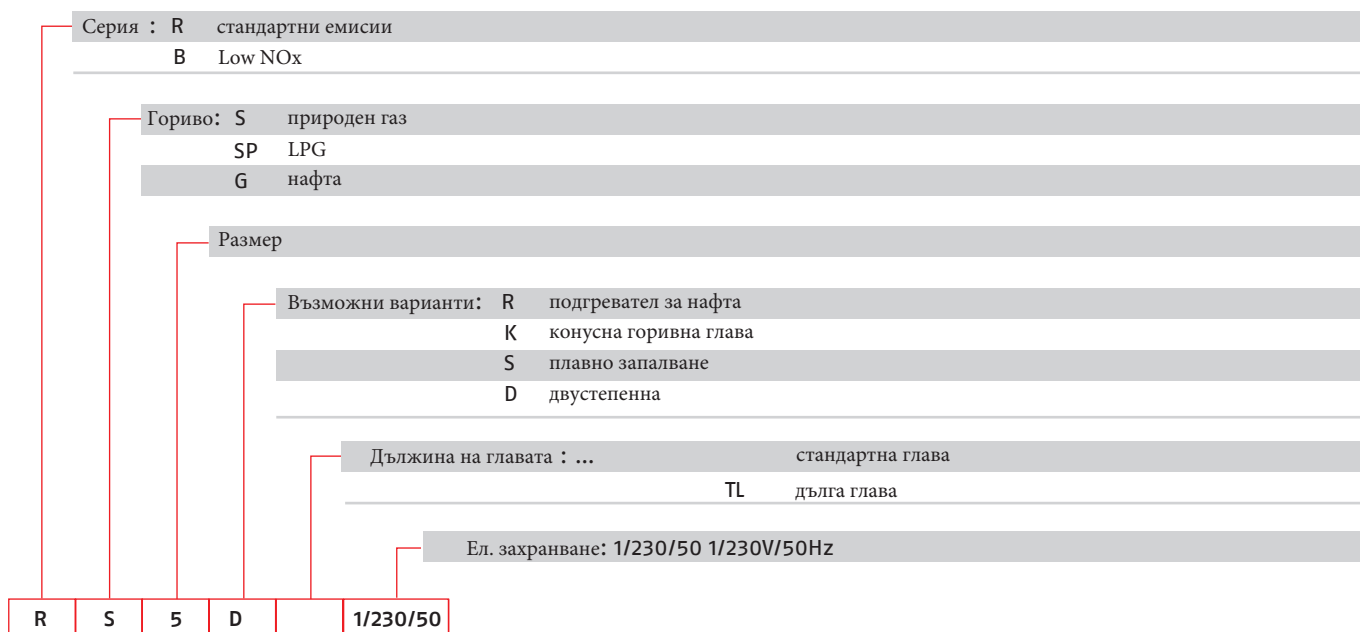 Серия : R стандартни емисии
B Low NOx
Гориво: S природен газ
SP LPG
G нафта
Размер
Възможни варианти: R подгревател за нафта
K конусна горивна глава
S плавно запалване
D двустепенна
Дължина на главата : ... стандартна глава
TL дълга глава
Ел. захранване: 1/230/50 1/230V/50Hz
R S 5 D 1/230/50